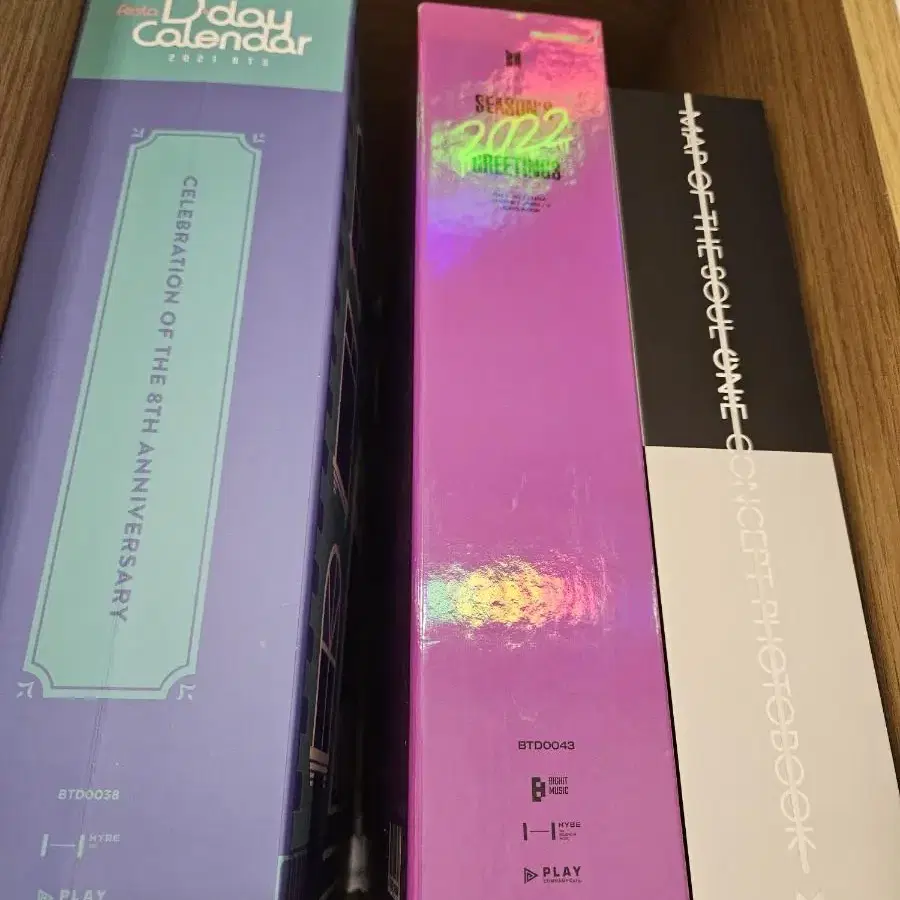 festa
D-day
Calendar
2021 BTS
CELEBRATION OF THE 8TH ANNIVERSARY
BTD0038
HYBE
PLAY
SEASON'S
2022
GREETINGS
BTD0043
BIGHIT
MUSIC
HYBE
PLAY
MAP OF THE SOUL ON:E CONCEPT PHOTOBOOK